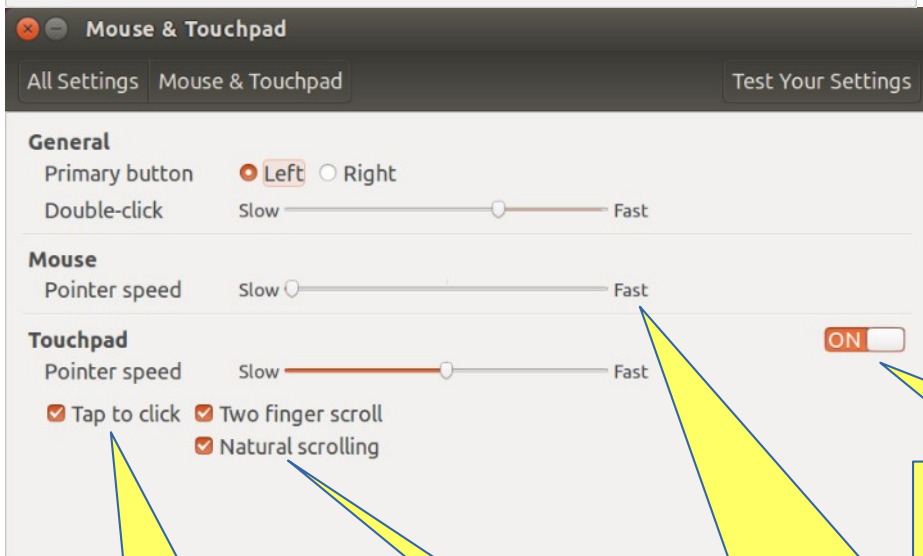 Mouse & Touchpad
All Settings Mouse & Touchpad Test Your Settings
General
Primary button Left Right
Double-click Slow Fast
Mouse
Pointer speed Slow Fast
Touchpad ON
Pointer speed Slow Fast
Tap to click Two finger scroll
Natural scrolling